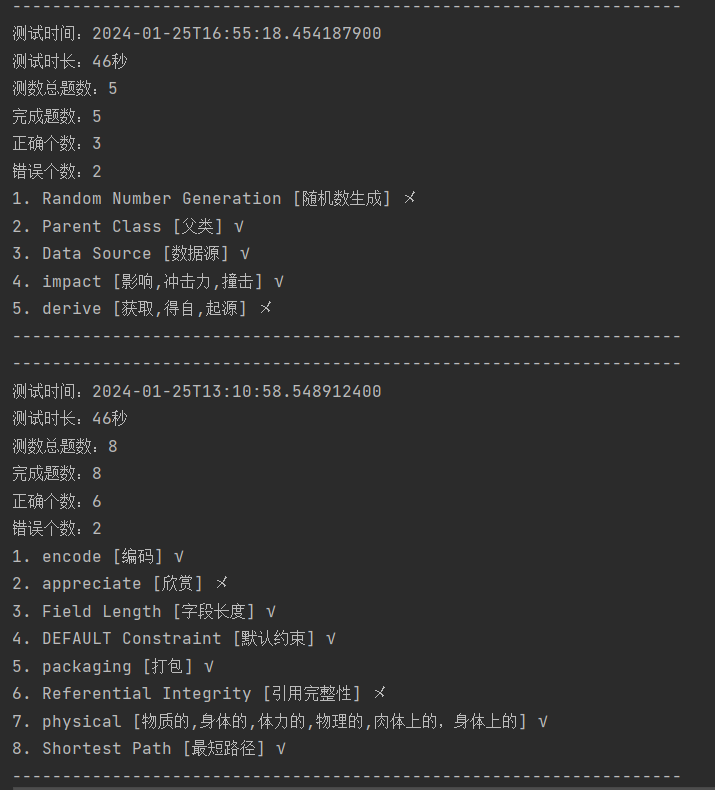 --------------------------------------------------------------------
测试时间：2024-01-25T16:55:18.454187900
测试时长：46秒
测数总题数：5
完成题数：5
正确个数：3
错误个数：2
1. Random Number Generation [随机数生成] ㄨ
2. Parent Class [父类] √
3. Data Source [数据源] √
4. impact [影响,冲击力,撞击] √
5. derive [获取,得自,起源] ㄨ
--------------------------------------------------------------------
--------------------------------------------------------------------
测试时间：2024-01-25T13:10:58.548912400
测试时长：46秒
测数总题数：8
完成题数：8
正确个数：6
错误个数：2
1. encode [编码] √
2. appreciate [欣赏] ㄨ
3. Field Length [字段长度] √
4. DEFAULT Constraint [默认约束] √
5. packaging [打包] √
6. Referential Integrity [引用完整性] ㄨ
7. physical [物质的,身体的,体力的,物理的,肉体上的，身体上的] √
8. Shortest Path [最短路径] √
--------------------------------------------------------------------